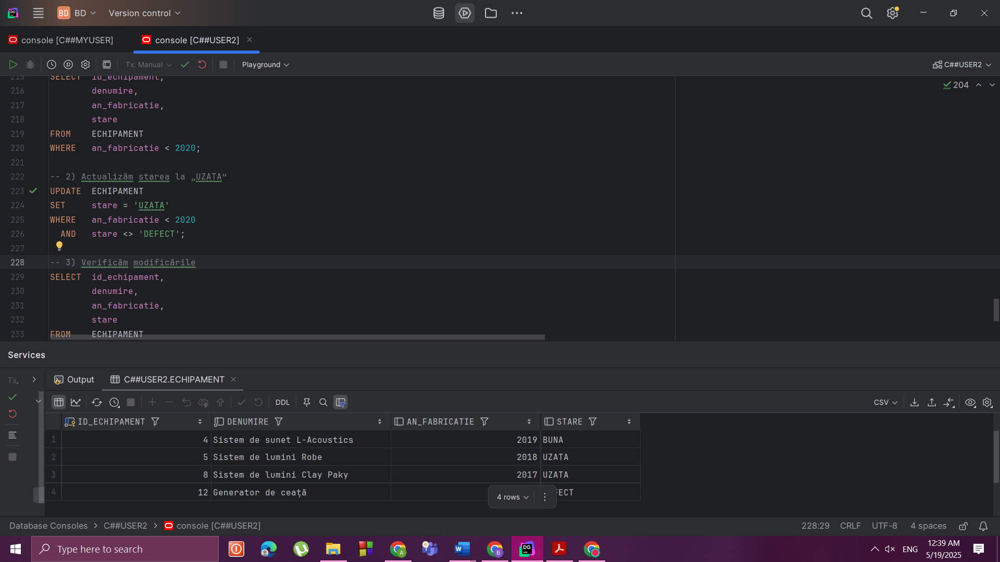 BD BD Version control
console [C##MYUSER] console [C##USER2]
Tx: Manual Playground C##USER2
215 SELECT id_echipament,
204
216 denumire,
217 an_fabricatie,
218 stare
219 FROM ECHIPAMENT
220 WHERE an_fabricatie < 2020;
221
222 -- 2) Actualizăm starea la „UZATA”
223 UPDATE ECHIPAMENT
224 SET stare = 'UZATA'
225 WHERE an_fabricatie < 2020
226 AND stare <> 'DEFECT';
227
228 -- 3) Verificăm modificările
229 SELECT id_echipament,
230 denumire,
231 an_fabricatie,
232 stare
233 FROM ECHIPAMENT
Services
Tx Output C##USER2.ECHIPAMENT
DDL CSV
ID_ECHIPAMENT DENUMIRE AN_FABRICATIE STARE
1 4 Sistem de sunet L-Acoustics 2019 BUNA
2 5 Sistem de lumini Robe 2018 UZATA
3 8 Sistem de lumini Clay Paky 2017 UZATA
4 12 Generator de ceață FECT
4 rows
Database Consoles C##USER2 console [C##USER2] 228:29 CRLF UTF-8 4 spaces
Type here to search
ENG
12:39 AM
5/19/2025